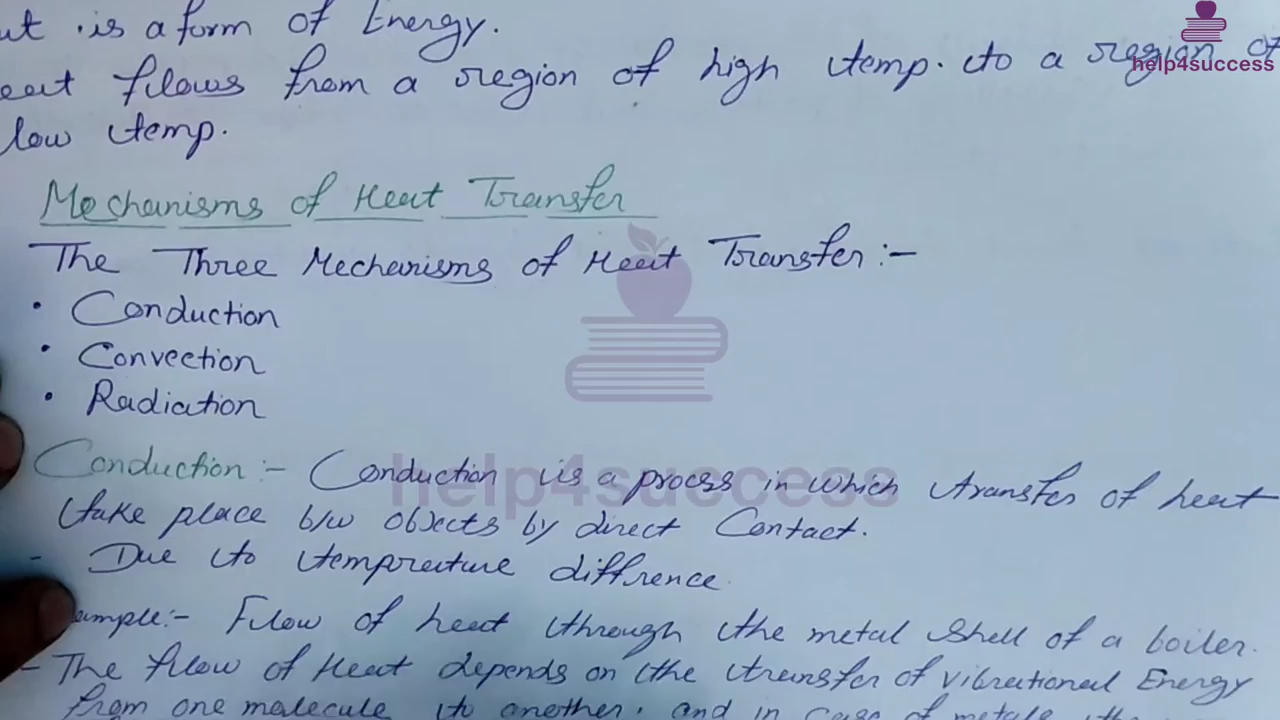 is a form of Energy.
flows from a region of high temp. to a region of
low temp.
Mechanisms of Heat Transfer
The Three Mechanisms of Heat Transfer :-
• Conduction
• Convection
• Radiation
Conduction :- Conduction is a process in which transfer of heat
take place b/w objects by direct Contact.
- Due to temprature diffrence
:- Flow of heat through the metal shell of a boiler.
- The flow of Heat depends on the transfer of vibrational Energy
from one molecule to another, and in case of metals
help4success
help4success